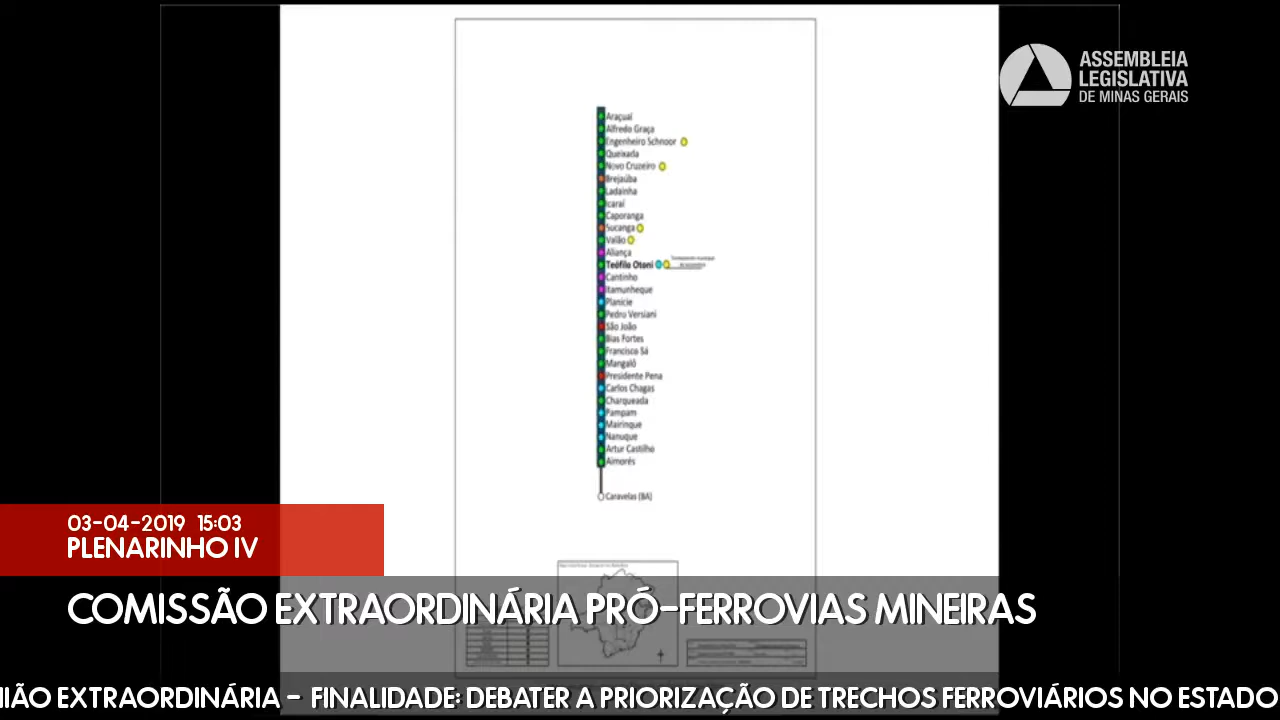 ASSEMBLEIA
LEGISLATIVA
DE MINAS GERAIS
Araçuaí
Alfredo Graça
Engenheiro Schnoor
Queixada
Novo Cruzeiro
Brejaúba
Ladainha
Icaraí
Caporanga
Sucanga
Valão
Aliança
Teófilo Otoni
Cantinho
Itamunheque
Planície
Pedro Versiani
São João
Bias Fortes
Francisco Sá
Mangalô
Presidente Pena
Carlos Chagas
Charqueada
Pampam
Mairinque
Nanuque
Artur Castilho
Aimorés
Caravelas (BA)
03-04-2019 15:03
PLENARINHO IV
COMISSÃO EXTRAORDINÁRIA PRÓ-FERROVIAS MINEIRAS
NIÃO EXTRAORDINÁRIA - FINALIDADE: DEBATER A PRIORIZAÇÃO DE TRECHOS FERROVIÁRIOS NO ESTADO